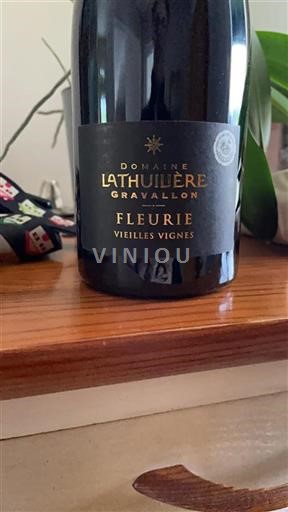 DOMAINE
LATHUILIÈRE
GRAVALLON
FLEURIE
VIEILLES VIGNES
VINIOU